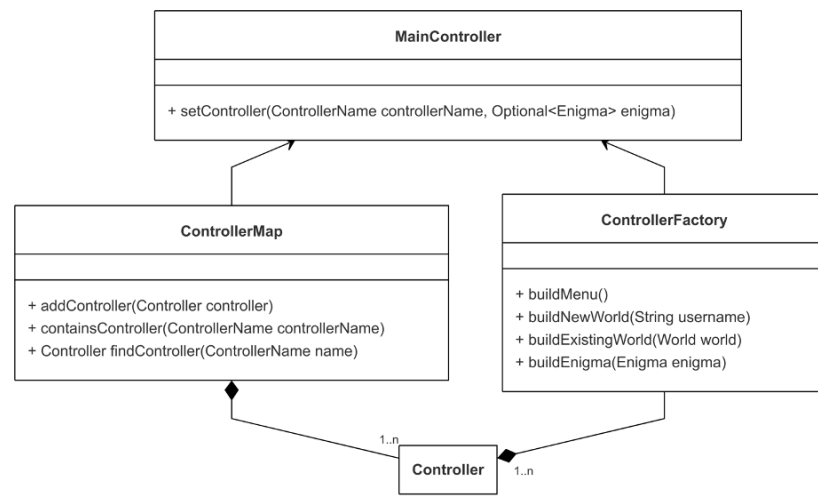 MainController
+ setController(ControllerName controllerName, Optional<Enigma> enigma)
ControllerMap
+ addController(Controller controller)
+ containsController(ControllerName controllerName)
+ Controller findController(ControllerName name)
ControllerFactory
+ buildMenu()
+ buildNewWorld(String username)
+ buildExistingWorld(World world)
+ buildEnigma(Enigma enigma)
1..n
Controller
1..n